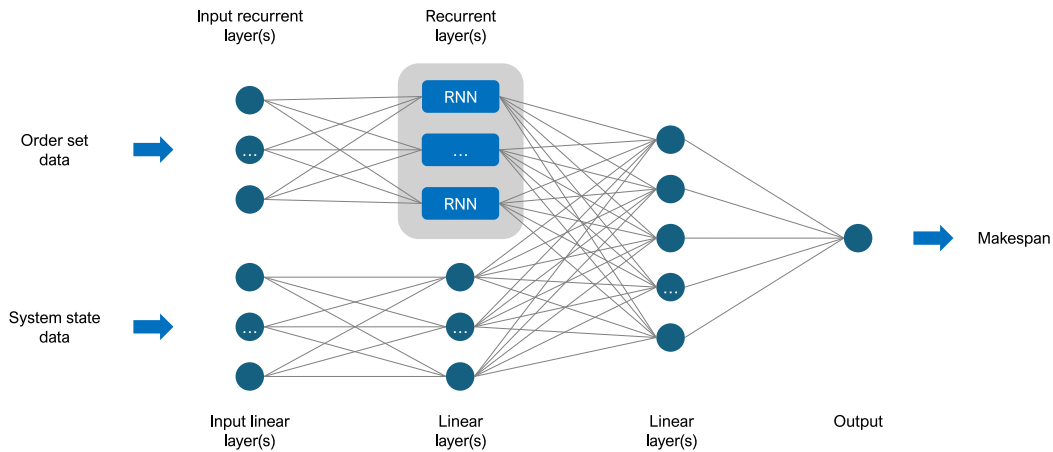 Input recurrent
layer(s)
Recurrent
layer(s)
Order set
data
...
RNN
...
RNN
...
System state
data
...
...
Makespan
Input linear
layer(s)
Linear
layer(s)
Linear
layer(s)
Output